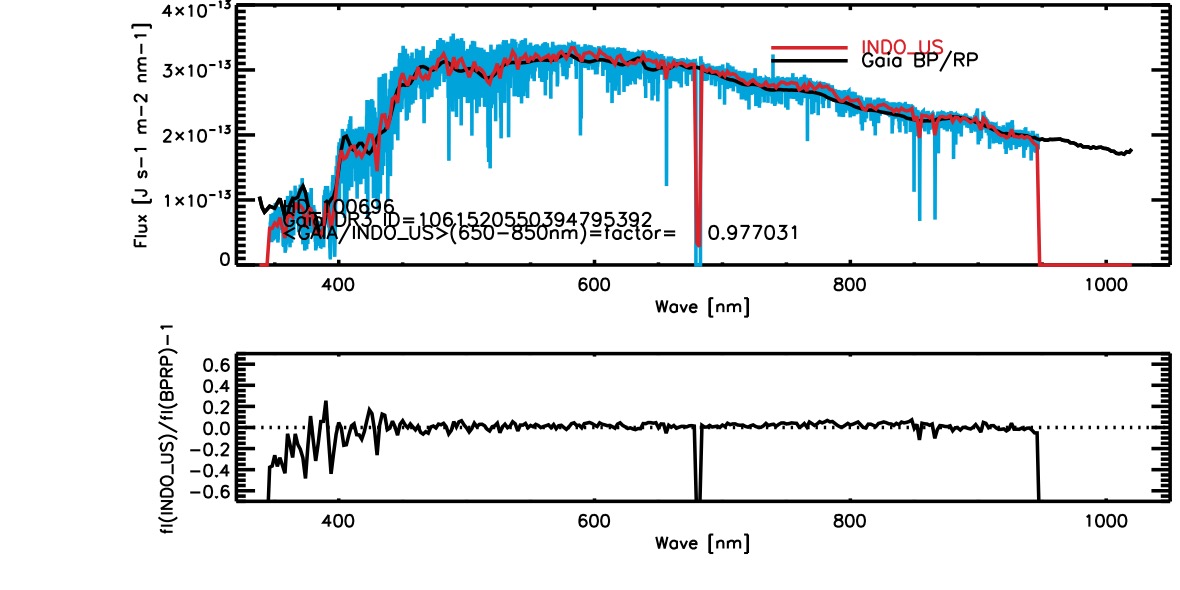 4×10⁻¹³
3×10⁻¹³
2×10⁻¹³
1×10⁻¹³
0
Flux [J s−1 m−2 nm−1]
INDO_US
Gaia BP/RP
HD 100696
Gaia/DR3_ID=1061520550394795392
<GAIA/INDO_US>(650−850nm)=factor= 0.977031
400 600 800 1000
Wave [nm]
fl(INDO_US)/fl(BPRP)−1
0.6
0.4
0.2
0.0
−0.2
−0.4
−0.6
400 600 800 1000
Wave [nm]